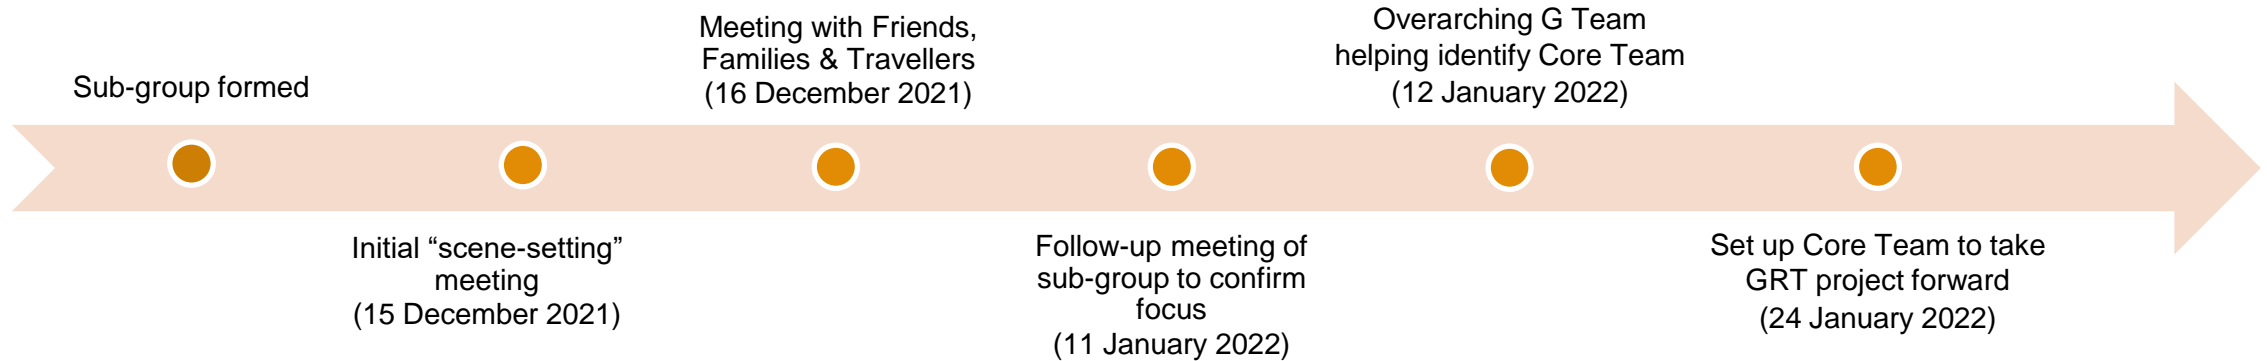 Sub-group formed
Initial “scene-setting”
meeting
(15 December 2021)
Meeting with Friends,
Families & Travellers
(16 December 2021)
Follow-up meeting of
sub-group to confirm
focus
(11 January 2022)
Overarching G Team
helping identify Core Team
(12 January 2022)
Set up Core Team to take
GRT project forward
(24 January 2022)